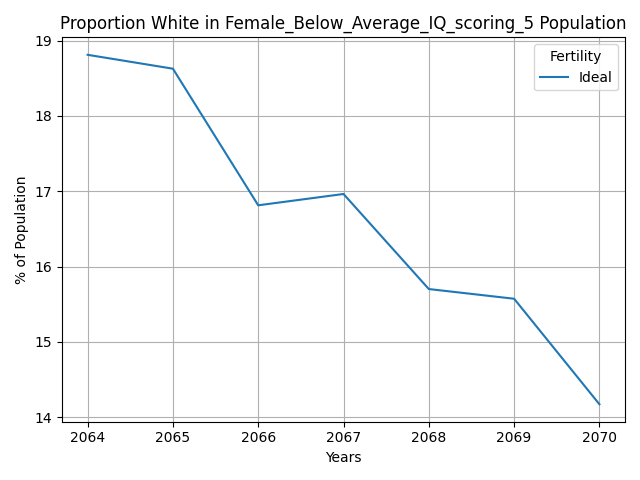 Proportion White in Female_Below_Average_IQ_scoring_5 Population
19
18
17
16
15
14
% of Population
Fertility
Ideal
2064 2065 2066 2067 2068 2069 2070
Years